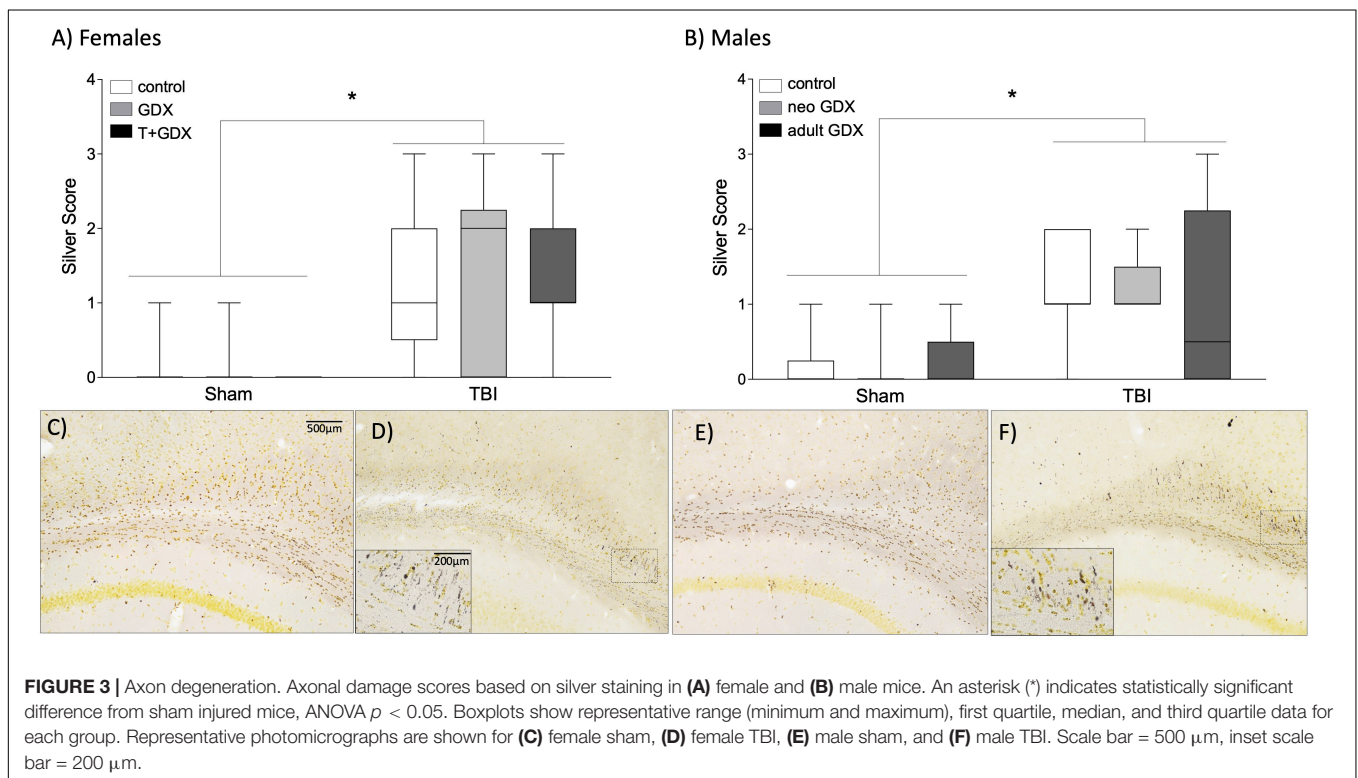 A) Females
B) Males
4
3
2
1
0
Silver Score
control
GDX
T+GDX
*
Sham
TBI
4
3
2
1
0
Silver Score
control
neo GDX
adult GDX
*
Sham
TBI
C)
500μm
D)
200μm
E)
F)
FIGURE 3 | Axon degeneration. Axonal damage scores based on silver staining in (A) female and (B) male mice. An asterisk (*) indicates statistically significant
difference from sham injured mice, ANOVA p < 0.05. Boxplots show representative range (minimum and maximum), first quartile, median, and third quartile data for
each group. Representative photomicrographs are shown for (C) female sham, (D) female TBI, (E) male sham, and (F) male TBI. Scale bar = 500 μm, inset scale
bar = 200 μm.